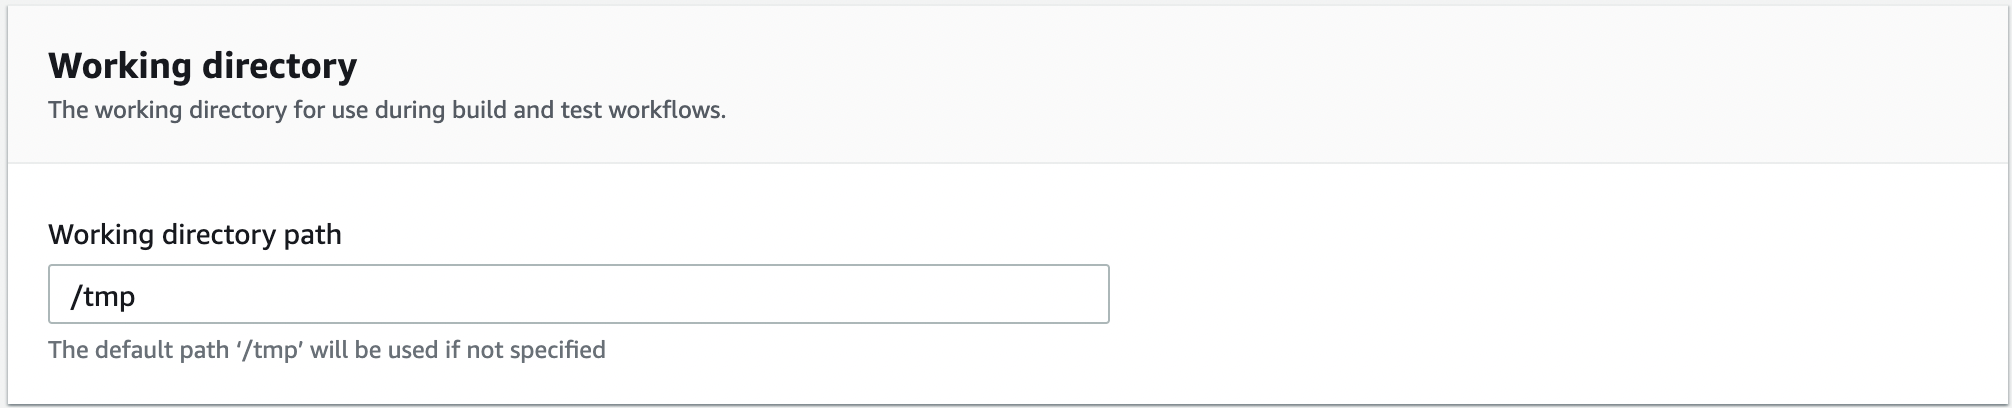 Working directory
The working directory for use during build and test workflows.
Working directory path
/tmp
The default path ‘/tmp’ will be used if not specified